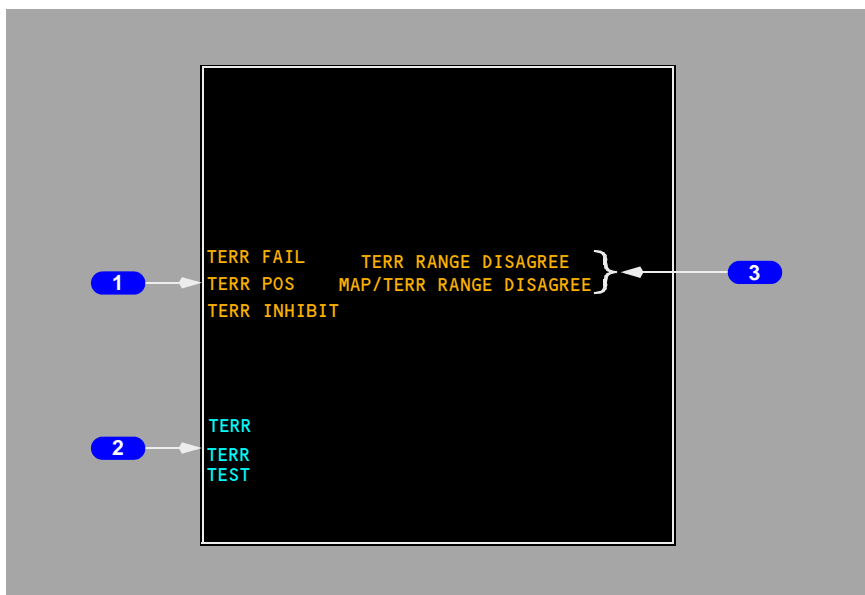 TERR FAIL
TERR RANGE DISAGREE
1
TERR POS
MAP/TERR RANGE DISAGREE
3
TERR INHIBIT
TERR
2
TERR
TEST